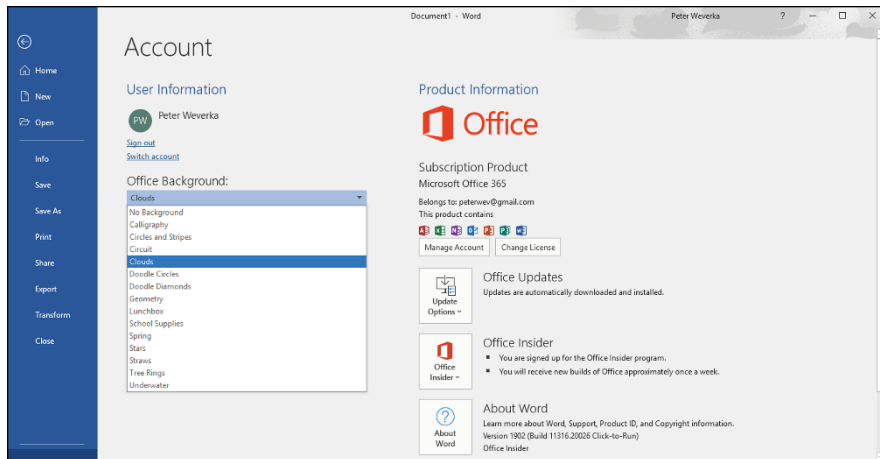 Document1 - Word
Peter Weverka
?
Account
Home
New
Open
Info
Save
Save As
Print
Share
Export
Transform
Close
User Information
PW
Peter Weverka
Sign out
Switch account
Office Background:
Clouds
No Background
Calligraphy
Circles and Stripes
Circuit
Clouds
Doodle Circles
Doodle Diamonds
Geometry
Lunchbox
School Supplies
Spring
Stars
Straws
Tree Rings
Underwater
Product Information
Office
Subscription Product
Microsoft Office 365
Belongs to: peterwev@gmail.com
This product contains
Manage Account
Change License
Update
Options
Office Updates
Updates are automatically downloaded and installed.
Office
Insider
Office Insider
You are signed up for the Office Insider program.
You will receive new builds of Office approximately once a week.
?
About
Word
About Word
Learn more about Word, Support, Product ID, and Copyright information.
Version 1902 (Build 11316.20026 Click-to-Run)
Office Insider